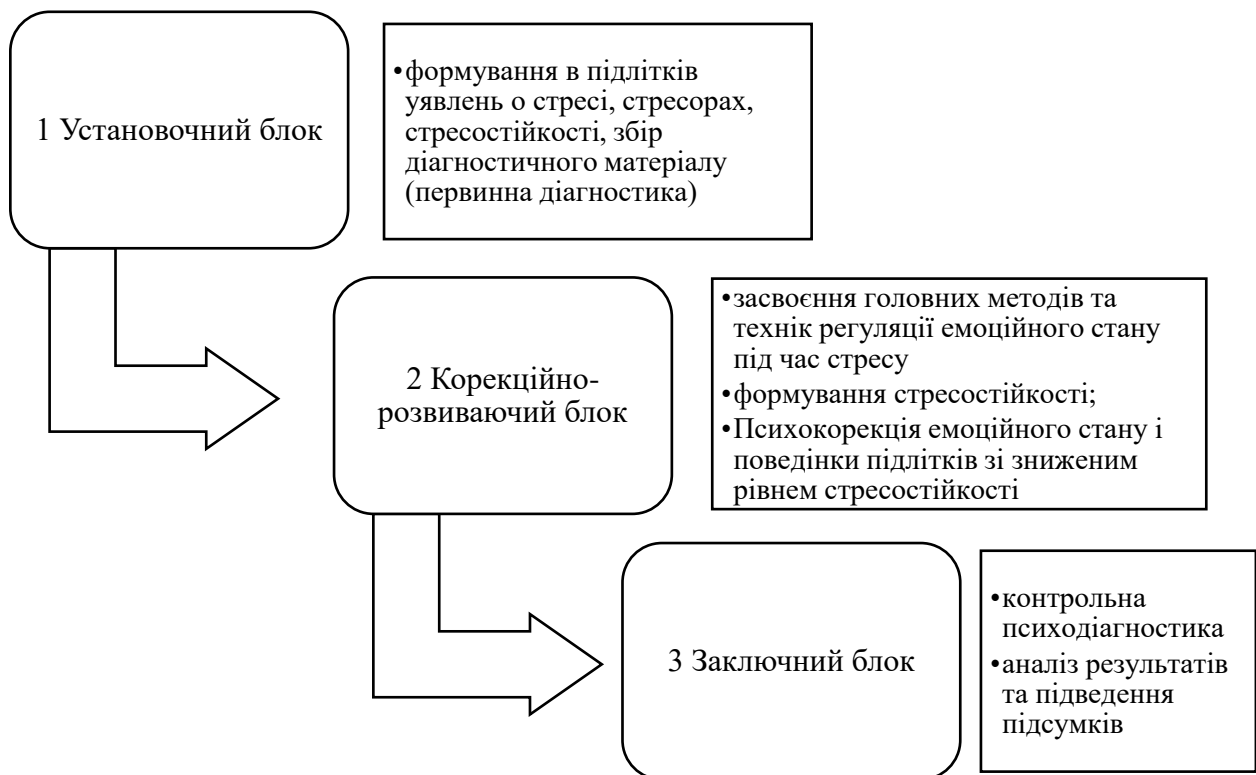 1 Установочний блок
•формування в підлітків
уявлень о стресі, стресорах,
стресостійкості, збір
діагностичного матеріалу
(первинна діагностика)
2 Корекційно-
розвиваючий блок
•засвоєння головних методів та
технік регуляції емоційного стану
під час стресу
•формування стресостійкості;
•Психокорекція емоційного стану і
поведінки підлітків зі зниженим
рівнем стресостійкості
3 Заключний блок
•контрольна
психодіагностика
•аналіз результатів
та підведення
підсумків